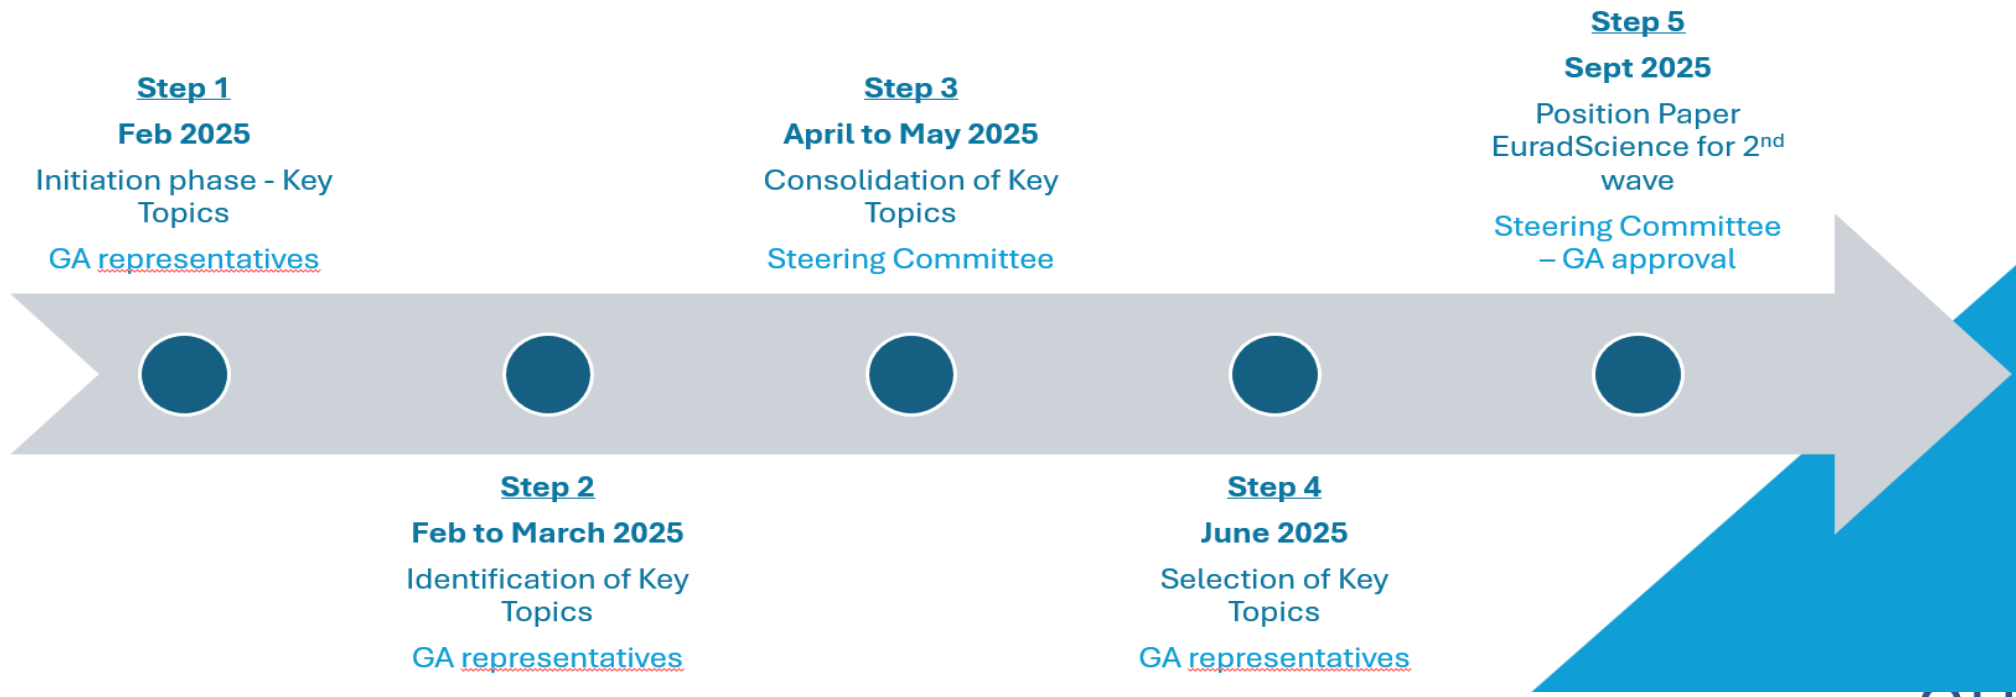 Step 1
Feb 2025
Initiation phase - Key
Topics
GA representatives
Step 2
Feb to March 2025
Identification of Key
Topics
GA representatives
Step 3
April to May 2025
Consolidation of Key
Topics
Steering Committee
Step 4
June 2025
Selection of Key
Topics
GA representatives
Step 5
Sept 2025
Position Paper
EuradScience for 2nd
wave
Steering Committee
– GA approval